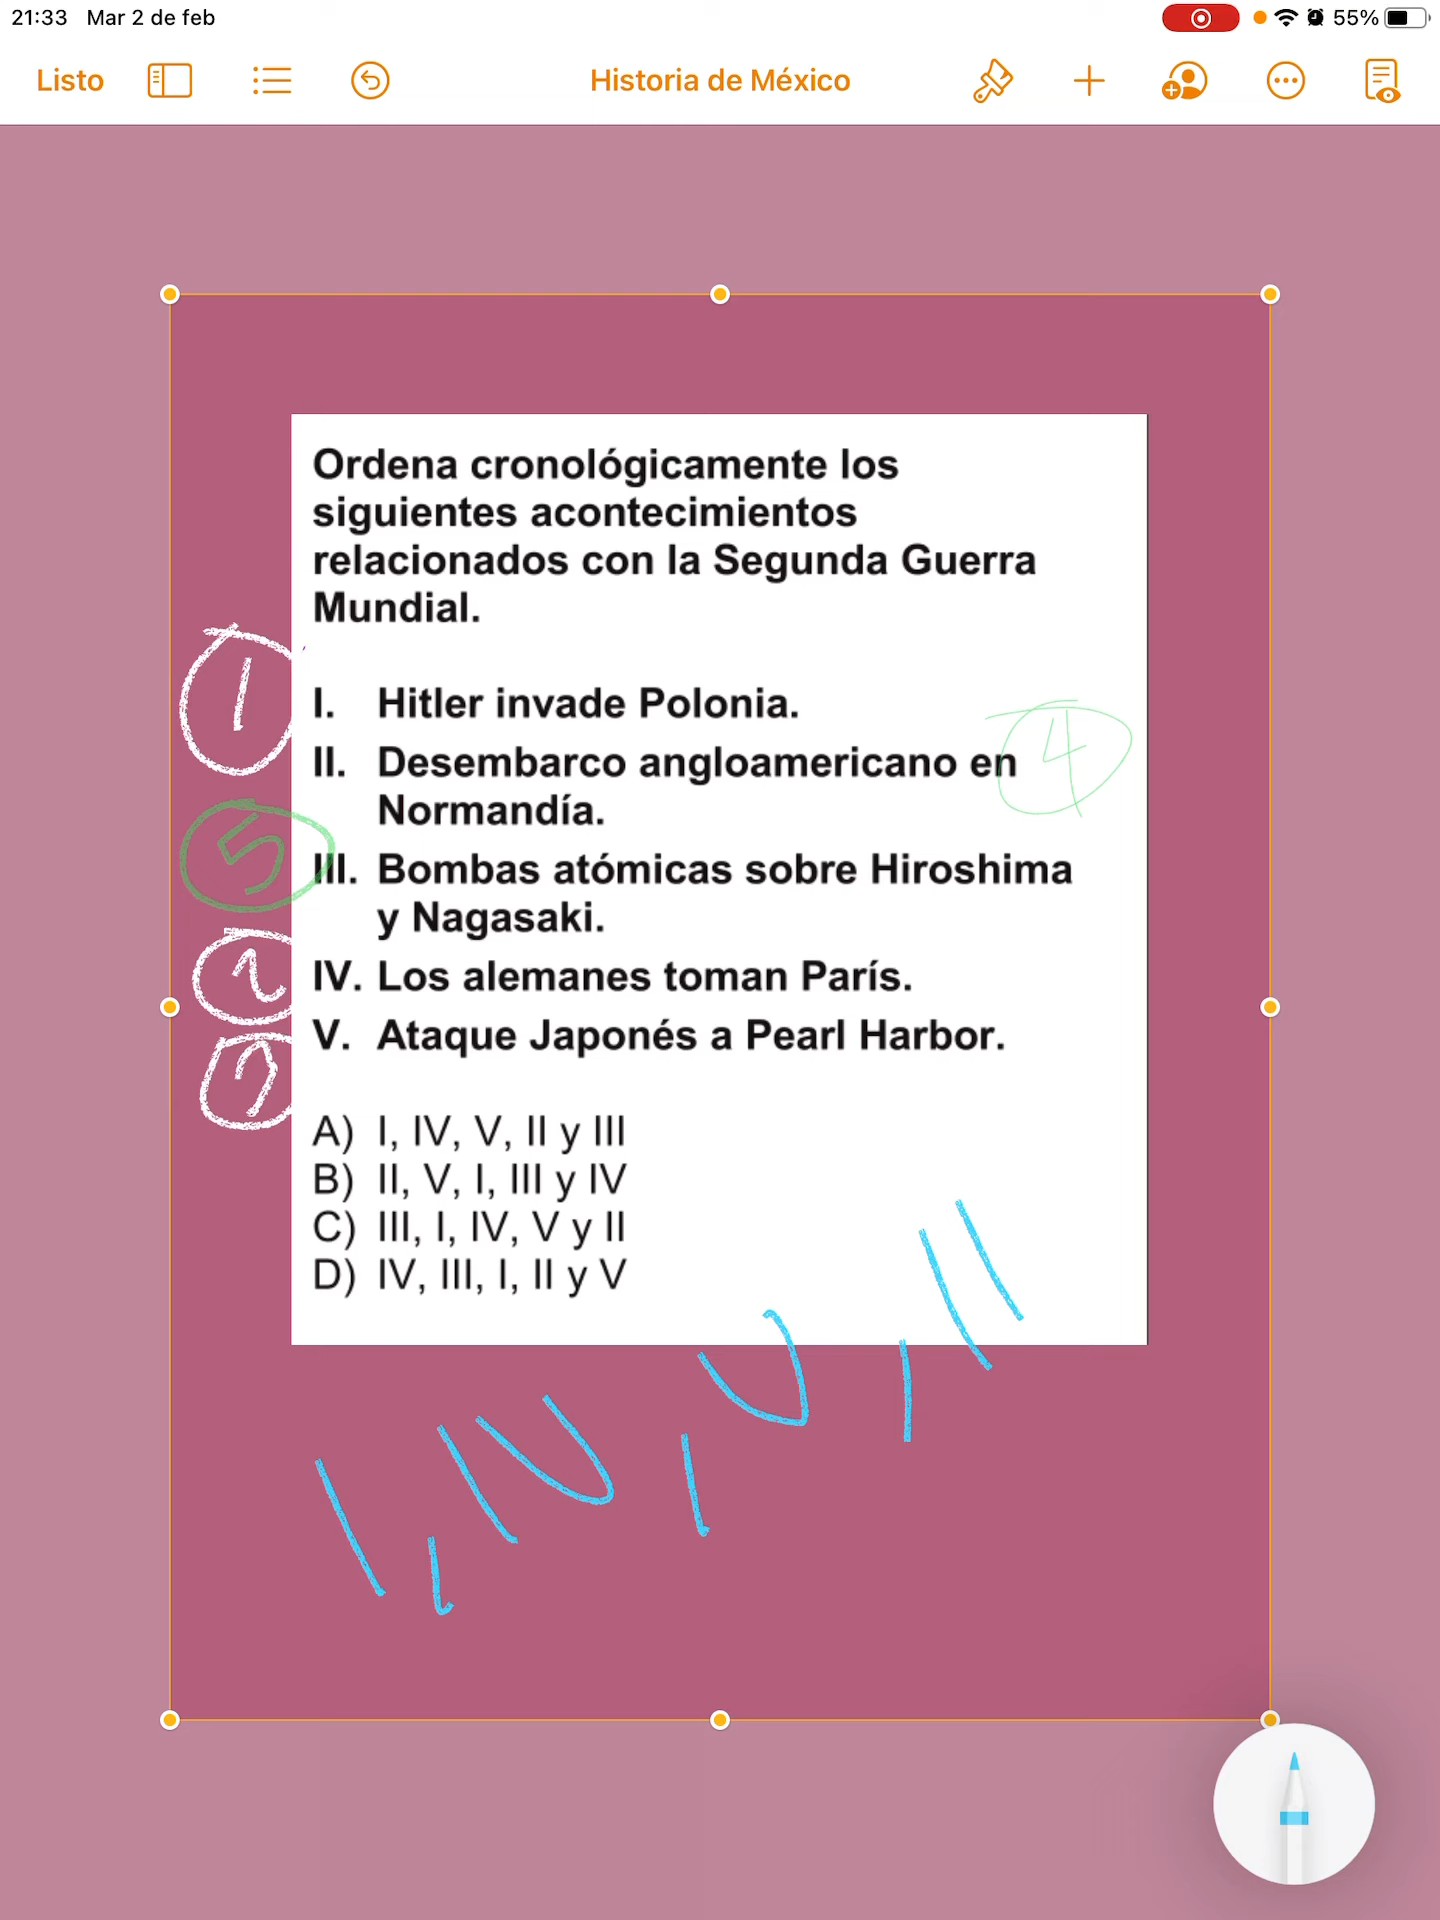 21:33 Mar 2 de feb 55%
Listo Historia de México
Ordena cronológicamente los
siguientes acontecimientos
relacionados con la Segunda Guerra
Mundial.
1 I. Hitler invade Polonia.
II. Desembarco angloamericano en 4
Normandía.
5 III. Bombas atómicas sobre Hiroshima
y Nagasaki.
2 IV. Los alemanes toman París.
V. Ataque Japonés a Pearl Harbor.
A) I, IV, V, II y III
B) II, V, I, III y IV
C) III, I, IV, V y II
D) IV, III, I, II y V
I, IV, V, II